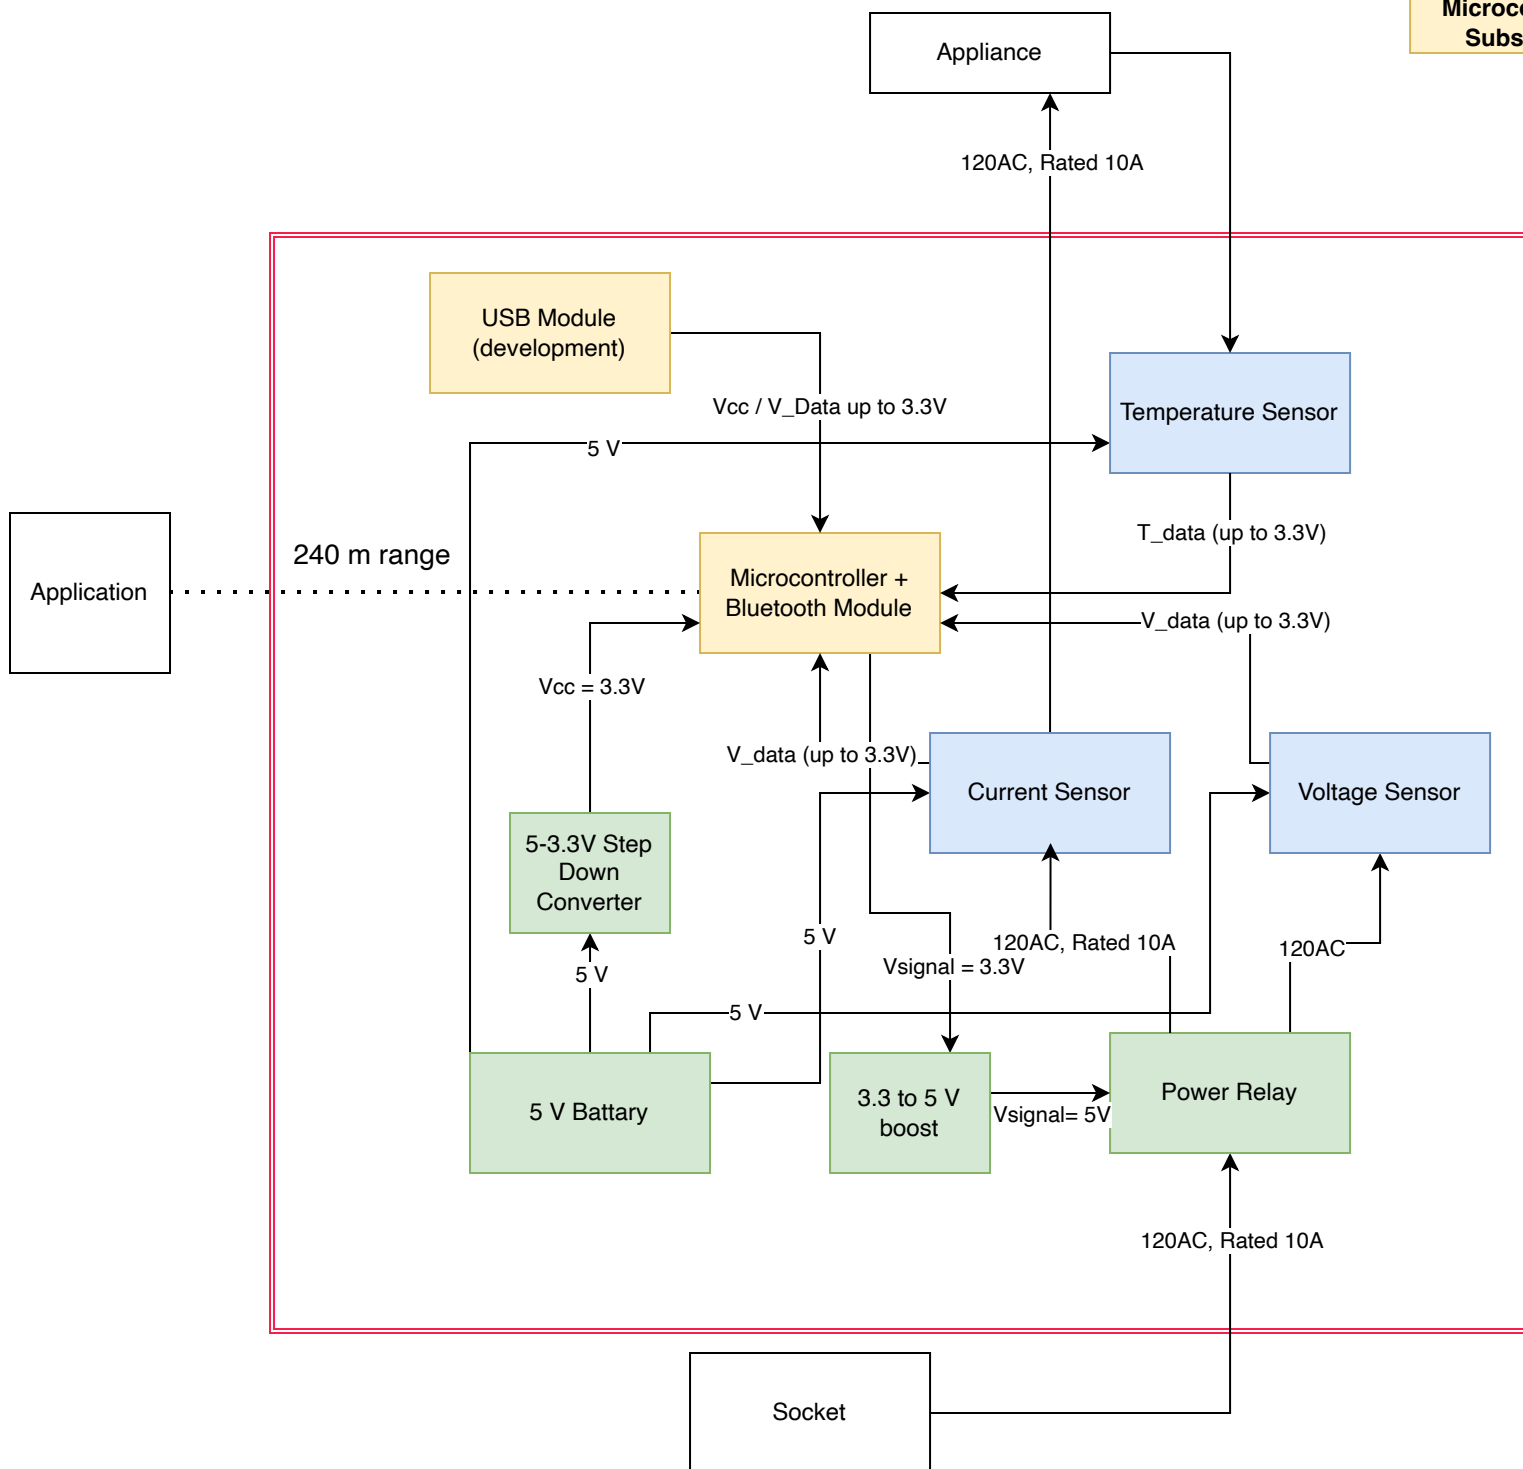 Appliance
Subs
120AC, Rated 10A
USB Module
(development)
Vcc / V_Data up to 3.3V
Temperature Sensor
5 V
T_data (up to 3.3V)
240 m range
Application
Microcontroller +
Bluetooth Module
V_data (up to 3.3V)
Vcc = 3.3V
V_data (up to 3.3V)
Current Sensor
Voltage Sensor
5-3.3V Step
Down
Converter
5 V
120AC, Rated 10A
120AC
Vsignal = 3.3V
5 V
5 V
5 V Battary
3.3 to 5 V
boost
Vsignal= 5V
Power Relay
120AC, Rated 10A
Socket